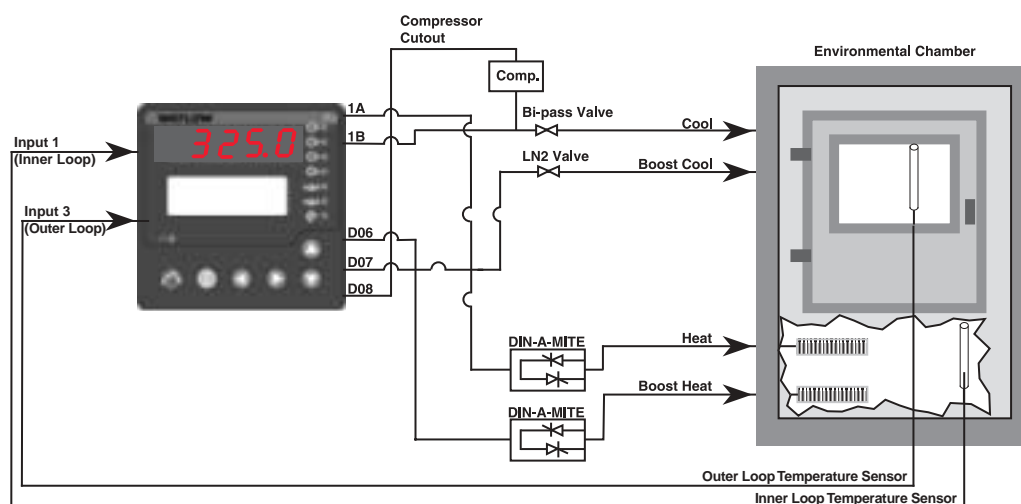 Compressor
Cutout
Environmental Chamber
Comp.
1A
Bi-pass Valve
Cool
WATLOW
1B
325.0
Input 1
(Inner Loop)
LN2 Valve
Boost Cool
Input 3
(Outer Loop)
D06
D07
D08
DIN-A-MITE
Heat
Boost Heat
DIN-A-MITE
Outer Loop Temperature Sensor
Inner Loop Temperature Sensor